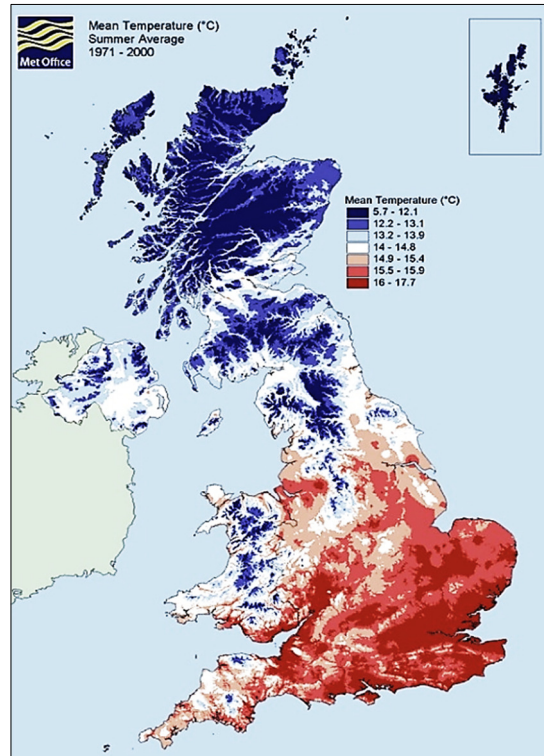 Met Office
Mean Temperature (°C)
Summer Average
1971 - 2000
Mean Temperature (°C)
5.7 - 12.1
12.2 - 13.1
13.2 - 13.9
14 - 14.8
14.9 - 15.4
15.5 - 15.9
16 - 17.7